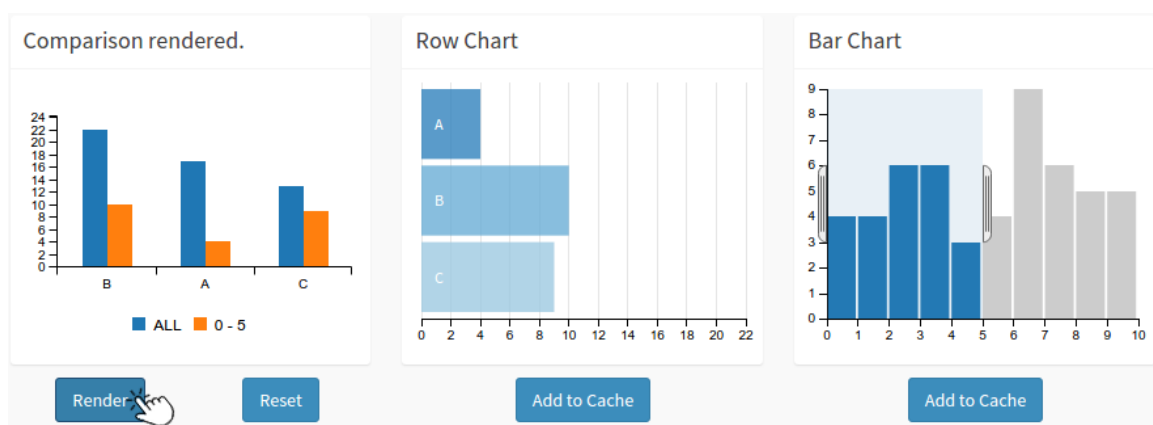 Comparison rendered.
24
22
20
18
16
14
12
10
8
6
4
2
0
B A C
ALL 0 - 5
Render
Reset
Row Chart
A
B
C
0 2 4 6 8 10 12 14 16 18 20 22
Add to Cache
Bar Chart
9
8
7
6
5
4
3
2
1
0
0 1 2 3 4 5 6 7 8 9 10
Add to Cache